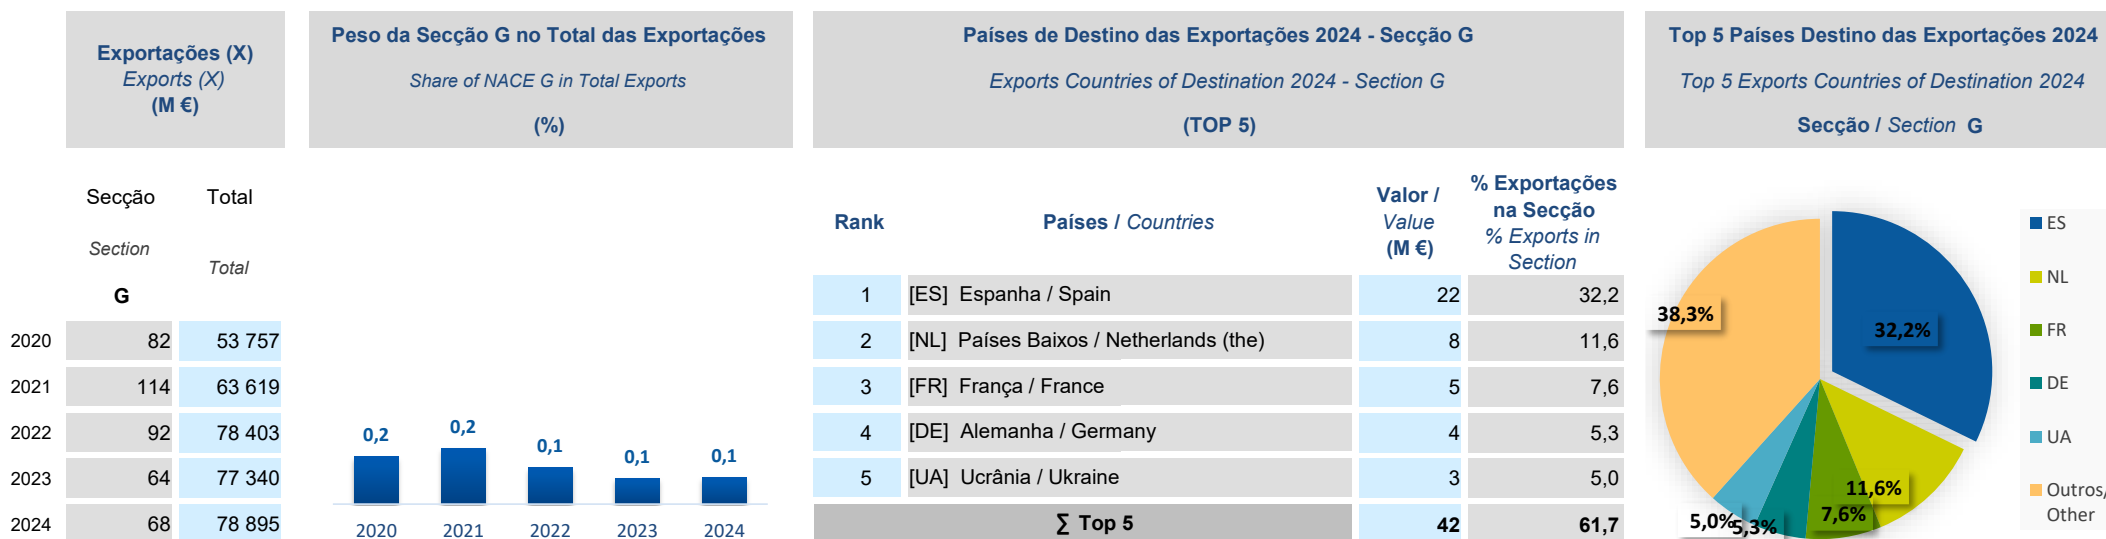 Exportações (X)
Exports (X)
(M €)
Peso da Secção G no Total das Exportações
Share of NACE G in Total Exports
(%)
Países de Destino das Exportações 2024 - Secção G
Exports Countries of Destination 2024 - Section G
(TOP 5)
Top 5 Países Destino das Exportações 2024
Top 5 Exports Countries of Destination 2024
Secção / Section G
Secção Total
Section Total
G
2020 82 53 757
2021 114 63 619
2022 92 78 403
2023 64 77 340
2024 68 78 895
0,2 0,2 0,1 0,1 0,1
2020 2021 2022 2023 2024
Rank
Países / Countries
Valor /
Value
(M €)
% Exportações
na Secção
% Exports in
Section
1 [ES] Espanha / Spain 22 32,2
2 [NL] Países Baixos / Netherlands (the) 8 11,6
3 [FR] França / France 5 7,6
4 [DE] Alemanha / Germany 4 5,3
5 [UA] Ucrânia / Ukraine 3 5,0
∑ Top 5 42 61,7
38,3%
32,2%
11,6%
7,6%
5,3%
5,0%
ES
NL
FR
DE
UA
Outros/
Other